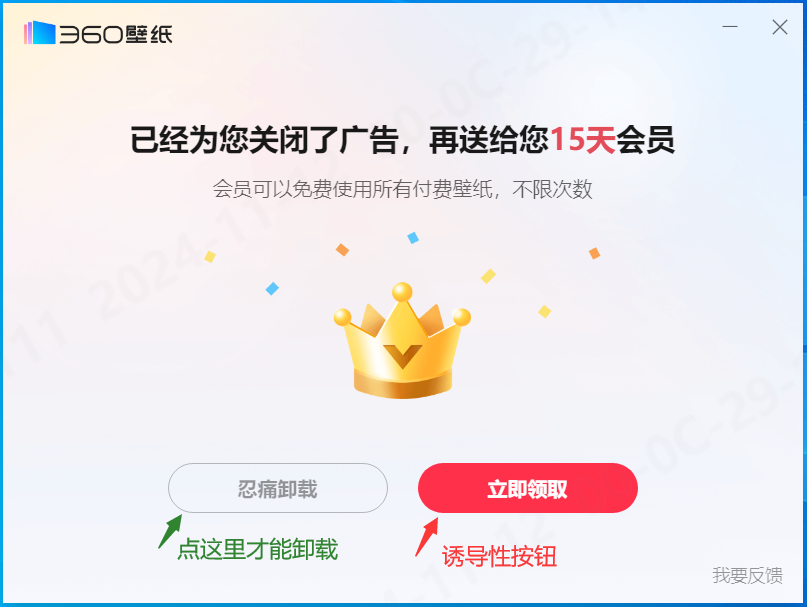 360壁纸
已经为您关闭了广告，再送给您15天会员
会员可以免费使用所有付费壁纸，不限次数
忍痛卸载
立即领取
点这里才能卸载
诱导性按钮
我要反馈